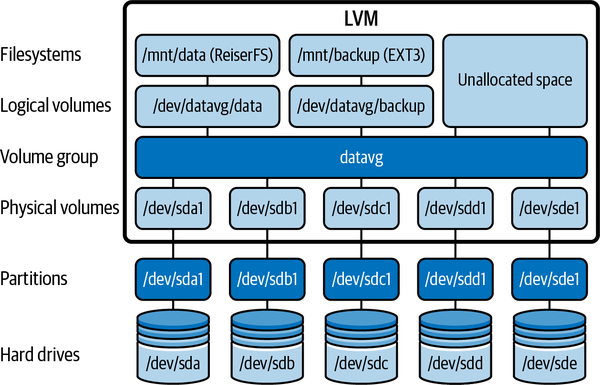 LVM
Filesystems
/mnt/data (ReiserFS)
/mnt/backup (EXT3)
Unallocated space
Logical volumes
/dev/datavg/data
/dev/datavg/backup
Volume group
datavg
Physical volumes
/dev/sda1
/dev/sdb1
/dev/sdc1
/dev/sdd1
/dev/sde1
Partitions
/dev/sda1
/dev/sdb1
/dev/sdc1
/dev/sdd1
/dev/sde1
Hard drives
/dev/sda
/dev/sdb
/dev/sdc
/dev/sdd
/dev/sde